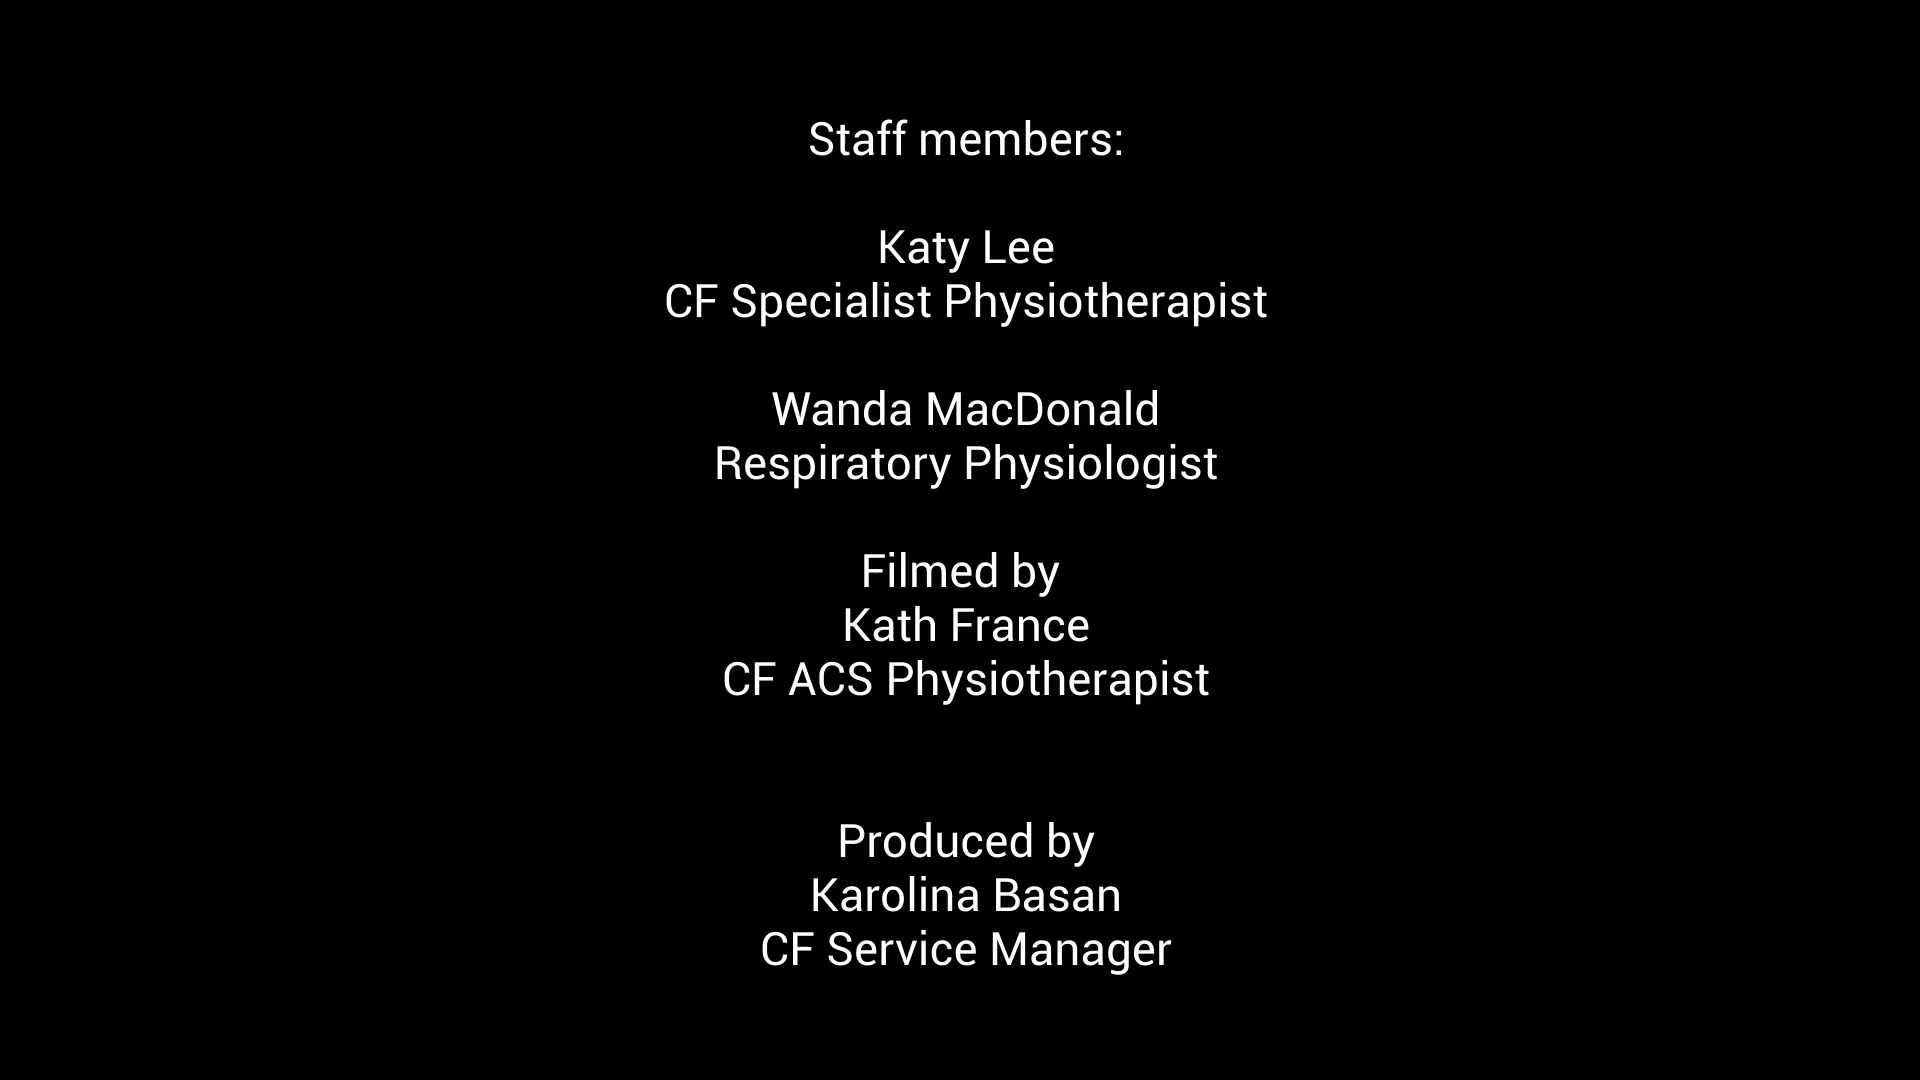 Staff members:
Katy Lee
CF Specialist Physiotherapist
Wanda MacDonald
Respiratory Physiologist
Filmed by
Kath France
CF ACS Physiotherapist
Produced by
Karolina Basan
CF Service Manager